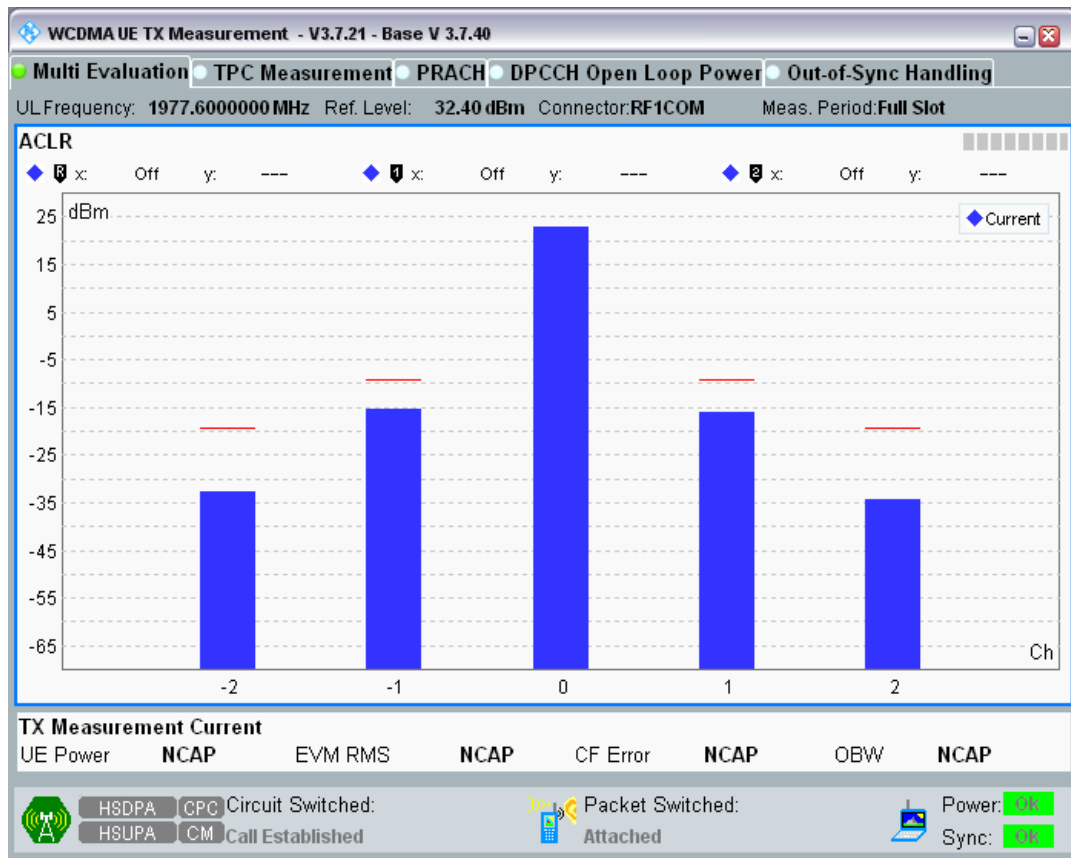 WCDMA UE TX Measurement - V3.7.21 - Base V 3.7.40
Multi Evaluation TPC Measurement PRACH DPCCH Open Loop Power Out-of-Sync Handling
UL Frequency: 1977.6000000 MHz Ref. Level: 32.40 dBm Connector:RF1COM Meas. Period:Full Slot
ACLR
R x: Off y: --- 1 x: Off y: --- 2 x: Off y: ---
dBm
Current
25
15
5
-5
-15
-25
-35
-45
-55
-65
Ch
-2 -1 0 1 2
TX Measurement Current
UE Power NCAP EVM RMS NCAP CF Error NCAP OBW NCAP
HSDPA CPC Circuit Switched: Packet Switched: Power: OK
HSUPA CM Call Established Attached Sync: OK